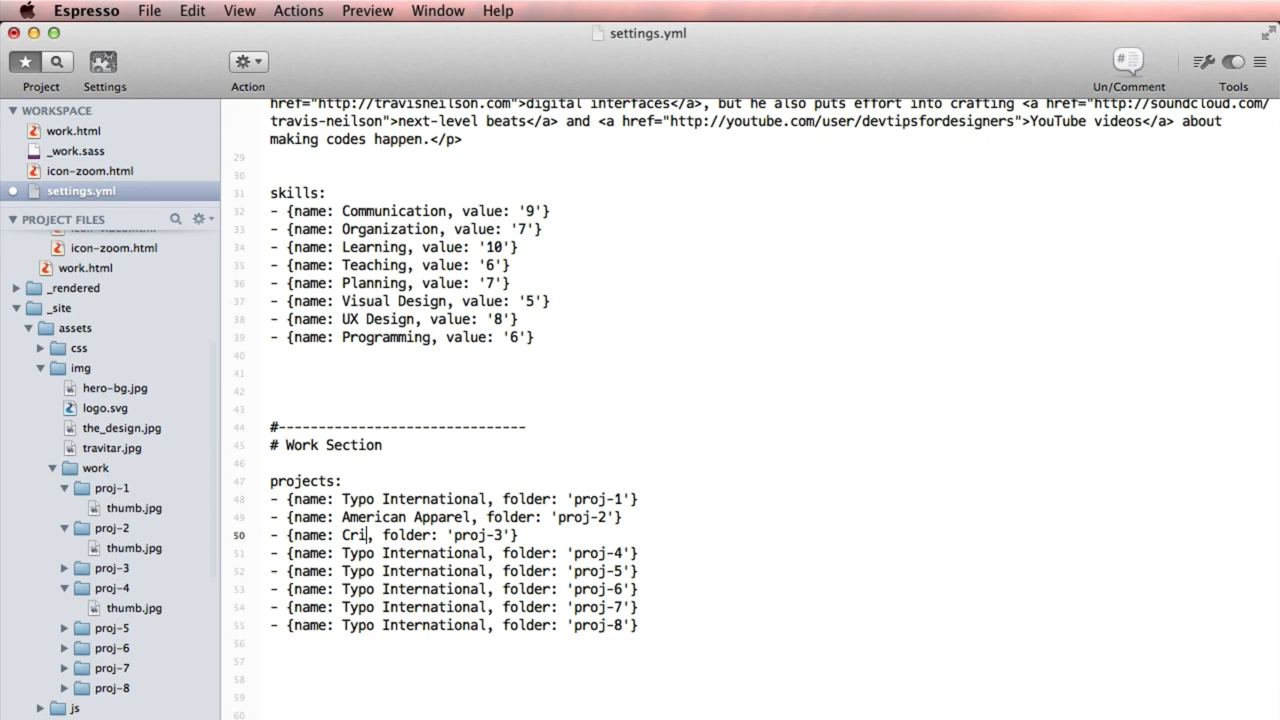 Espresso File Edit View Actions Preview Window Help
settings.yml
Project Settings Action Un/Comment Tools
WORKSPACE
work.html
_work.sass
icon-zoom.html
settings.yml
PROJECT FILES
icon-video.html
icon-zoom.html
work.html
_rendered
_site
assets
css
img
hero-bg.jpg
logo.svg
the_design.jpg
travitar.jpg
work
proj-1
thumb.jpg
proj-2
thumb.jpg
proj-3
proj-4
thumb.jpg
proj-5
proj-6
proj-7
proj-8
js
href="http://travisneilson.com">digital interfaces</a>, but he also puts effort into crafting <a href="http://soundcloud.com/
travis-neilson">next-level beats</a> and <a href="http://youtube.com/user/devtipsfordesigners">YouTube videos</a> about
making codes happen.</p>
29
30
31 skills:
32 - {name: Communication, value: '9'}
33 - {name: Organization, value: '7'}
34 - {name: Learning, value: '10'}
35 - {name: Teaching, value: '6'}
36 - {name: Planning, value: '7'}
37 - {name: Visual Design, value: '5'}
38 - {name: UX Design, value: '8'}
39 - {name: Programming, value: '6'}
40
41
42
43
44 #-------------------------------
45 # Work Section
46
47 projects:
48 - {name: Typo International, folder: 'proj-1'}
49 - {name: American Apparel, folder: 'proj-2'}
50 - {name: Cri, folder: 'proj-3'}
51 - {name: Typo International, folder: 'proj-4'}
52 - {name: Typo International, folder: 'proj-5'}
53 - {name: Typo International, folder: 'proj-6'}
54 - {name: Typo International, folder: 'proj-7'}
55 - {name: Typo International, folder: 'proj-8'}
56
57
58
59
60